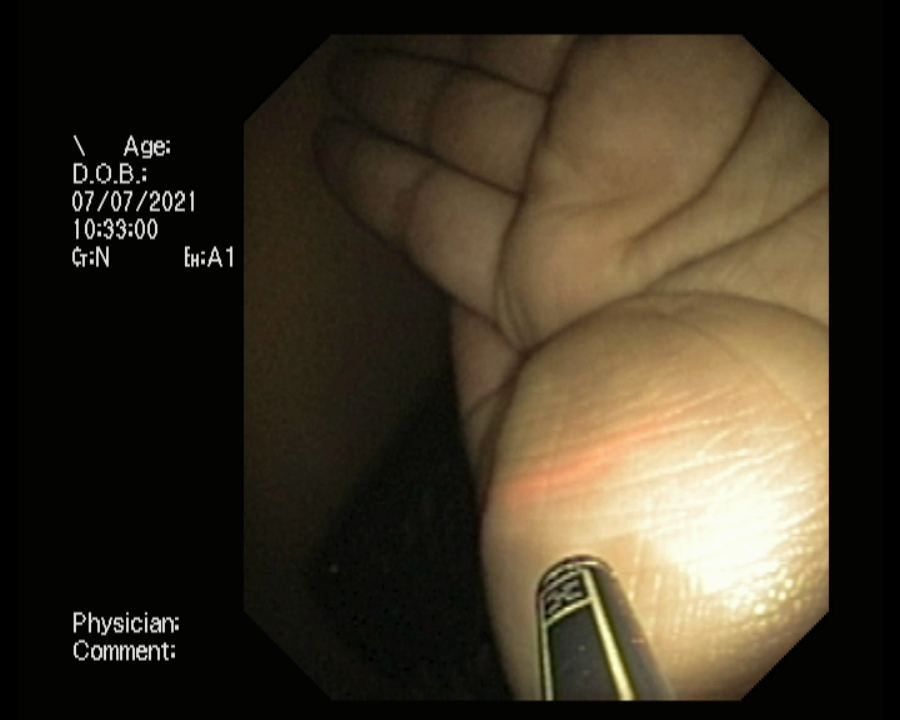 \ Age:
D.O.B.:
07/07/2021
10:33:00
Cr:N EH:A1
Physician:
Comment: